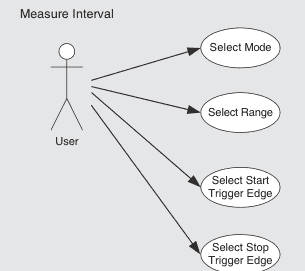 Measure Interval
Select Mode
Select Range
User
Select Start
Trigger Edge
Select Stop
Trigger Edge